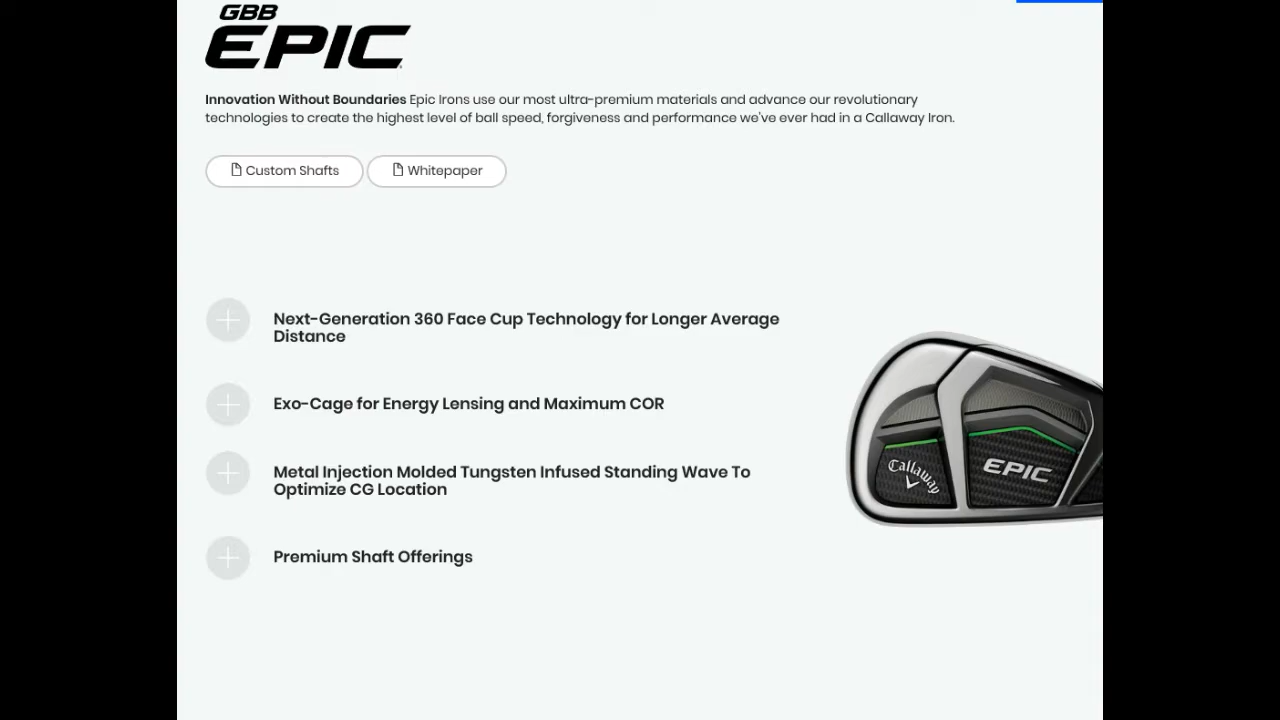 GBB
EPIC
Innovation Without Boundaries Epic Irons use our most ultra-premium materials and advance our revolutionary
technologies to create the highest level of ball speed, forgiveness and performance we've ever had in a Callaway Iron.
Custom Shafts
Whitepaper
Next-Generation 360 Face Cup Technology for Longer Average
Distance
Exo-Cage for Energy Lensing and Maximum COR
Metal Injection Molded Tungsten Infused Standing Wave To
Optimize CG Location
Premium Shaft Offerings
Callaway
EPIC